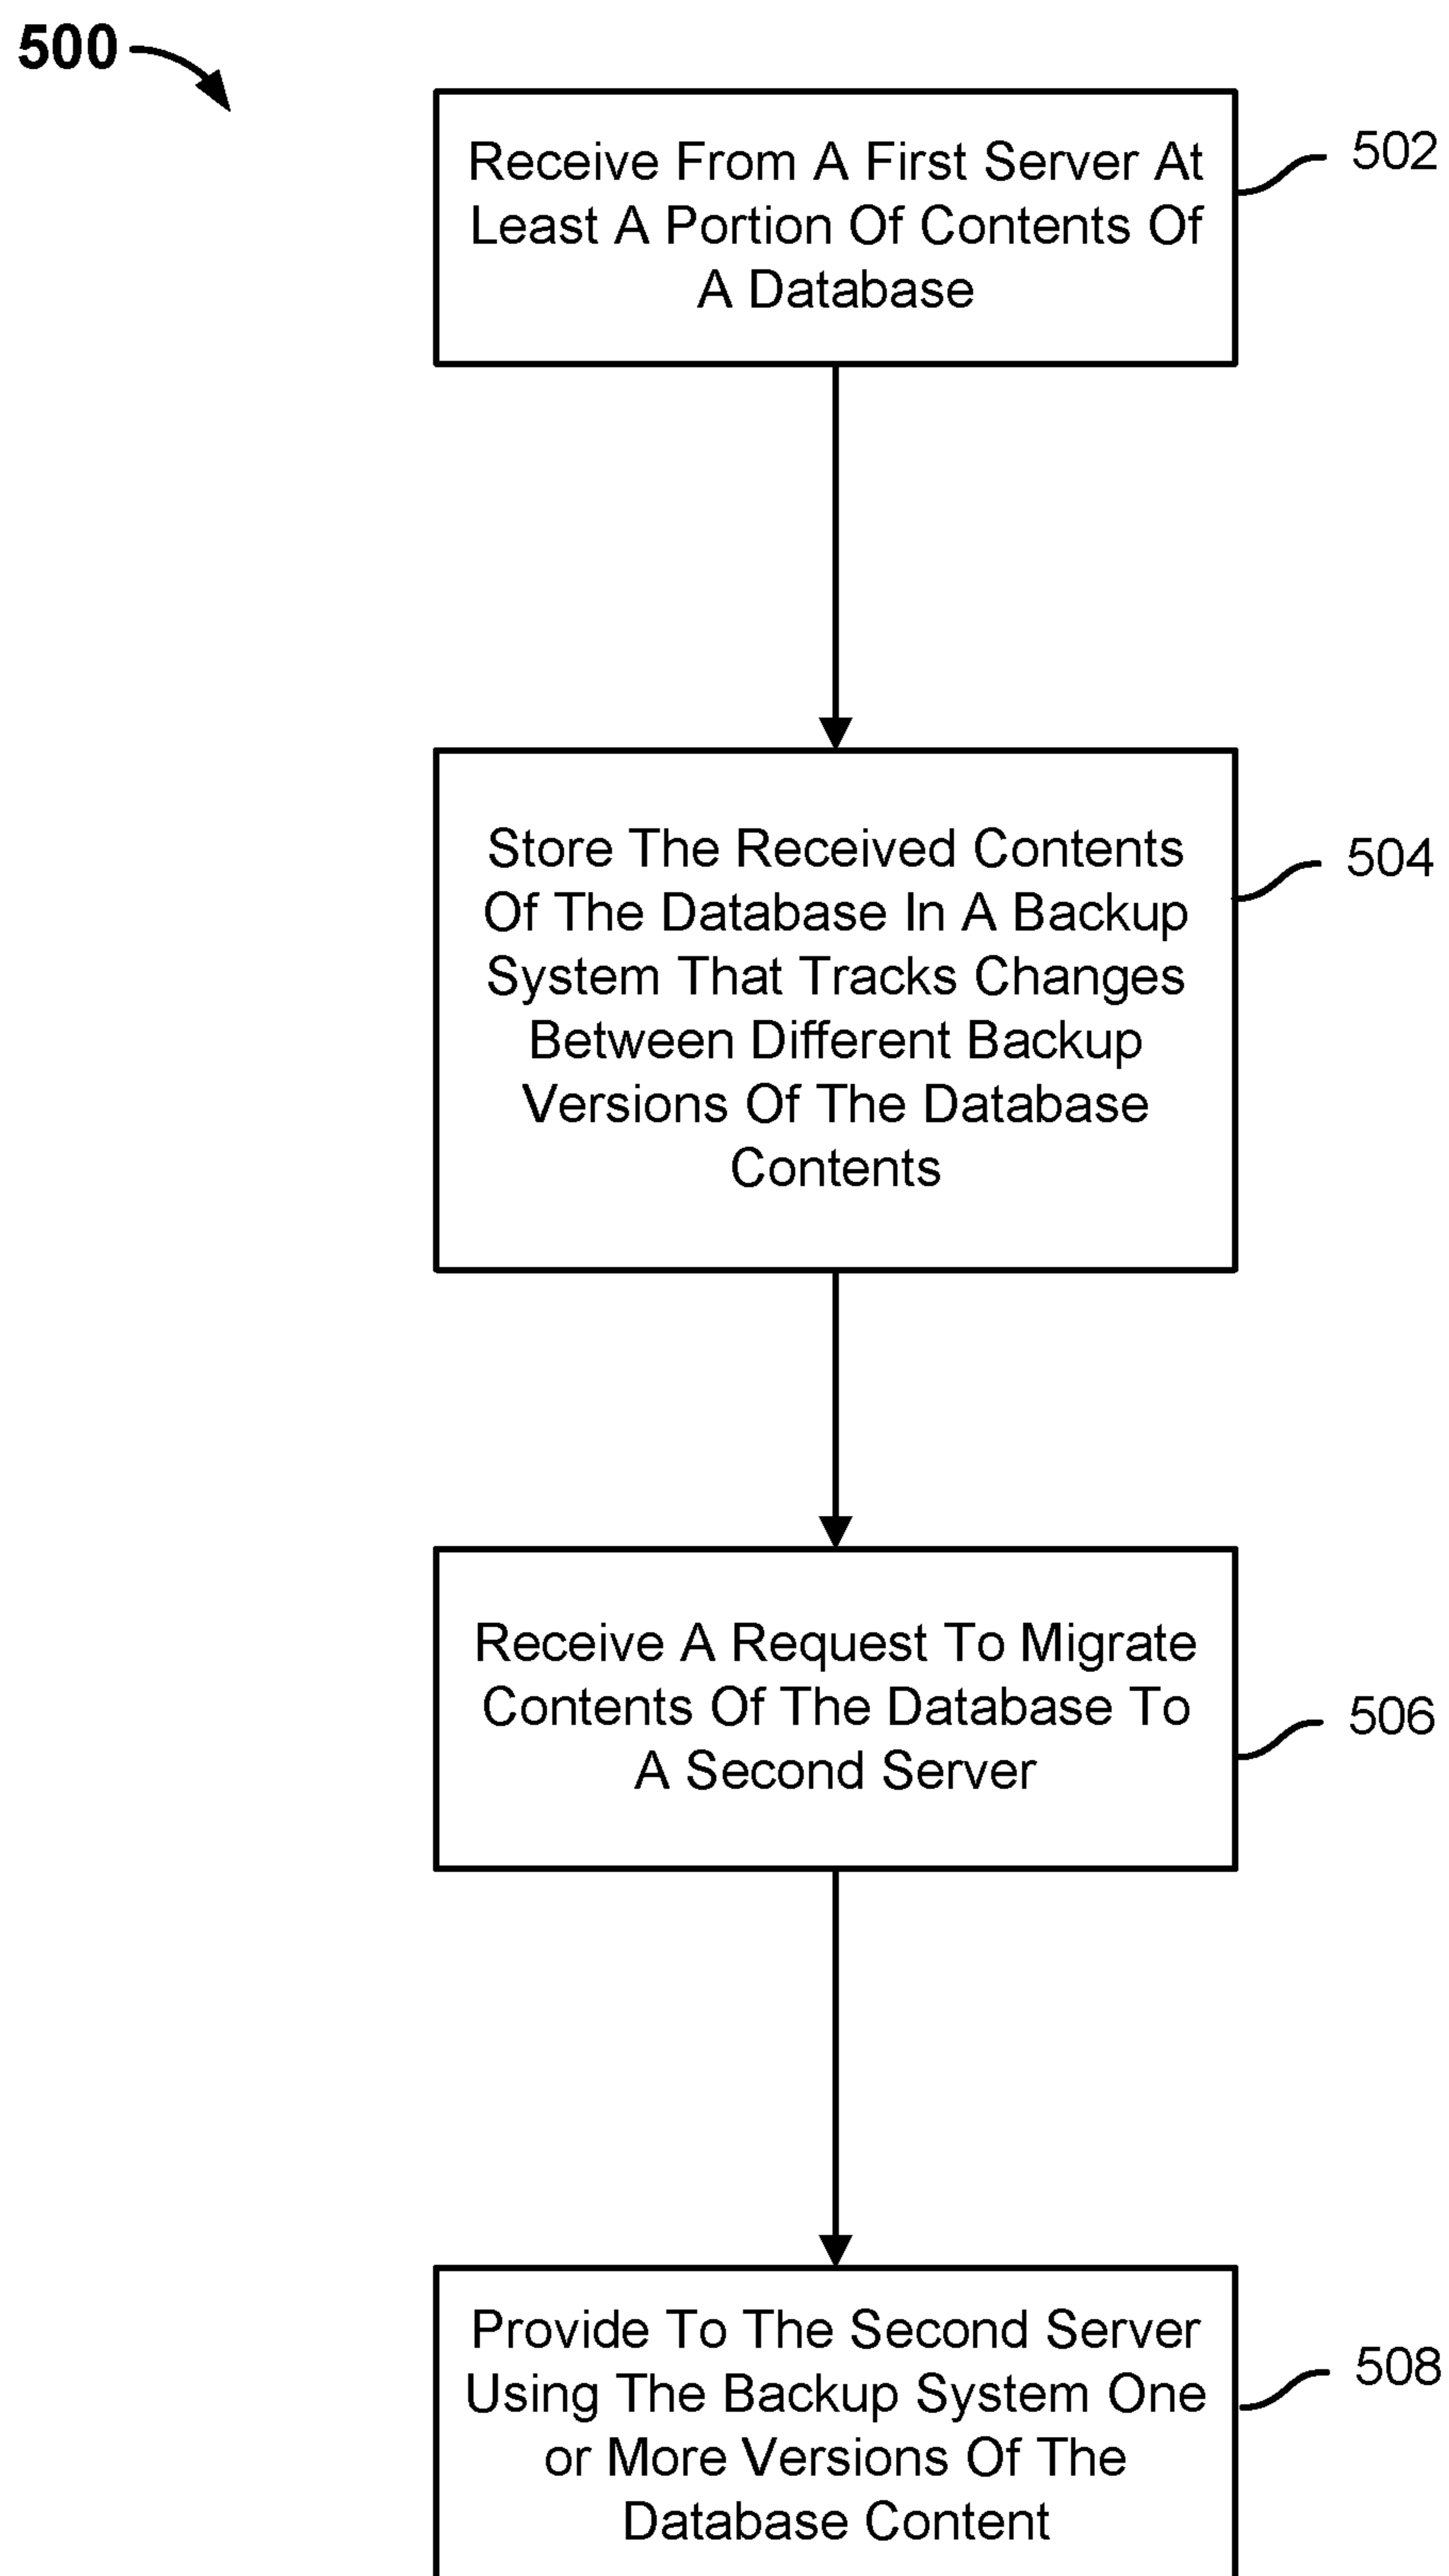 500
Receive From A First Server At
Least A Portion Of Contents Of
A Database
502
Store The Received Contents
Of The Database In A Backup
System That Tracks Changes
Between Different Backup
Versions Of The Database
Contents
504
Receive A Request To Migrate
Contents Of The Database To
A Second Server
506
Provide To The Second Server
Using The Backup System One
or More Versions Of The
Database Content
508